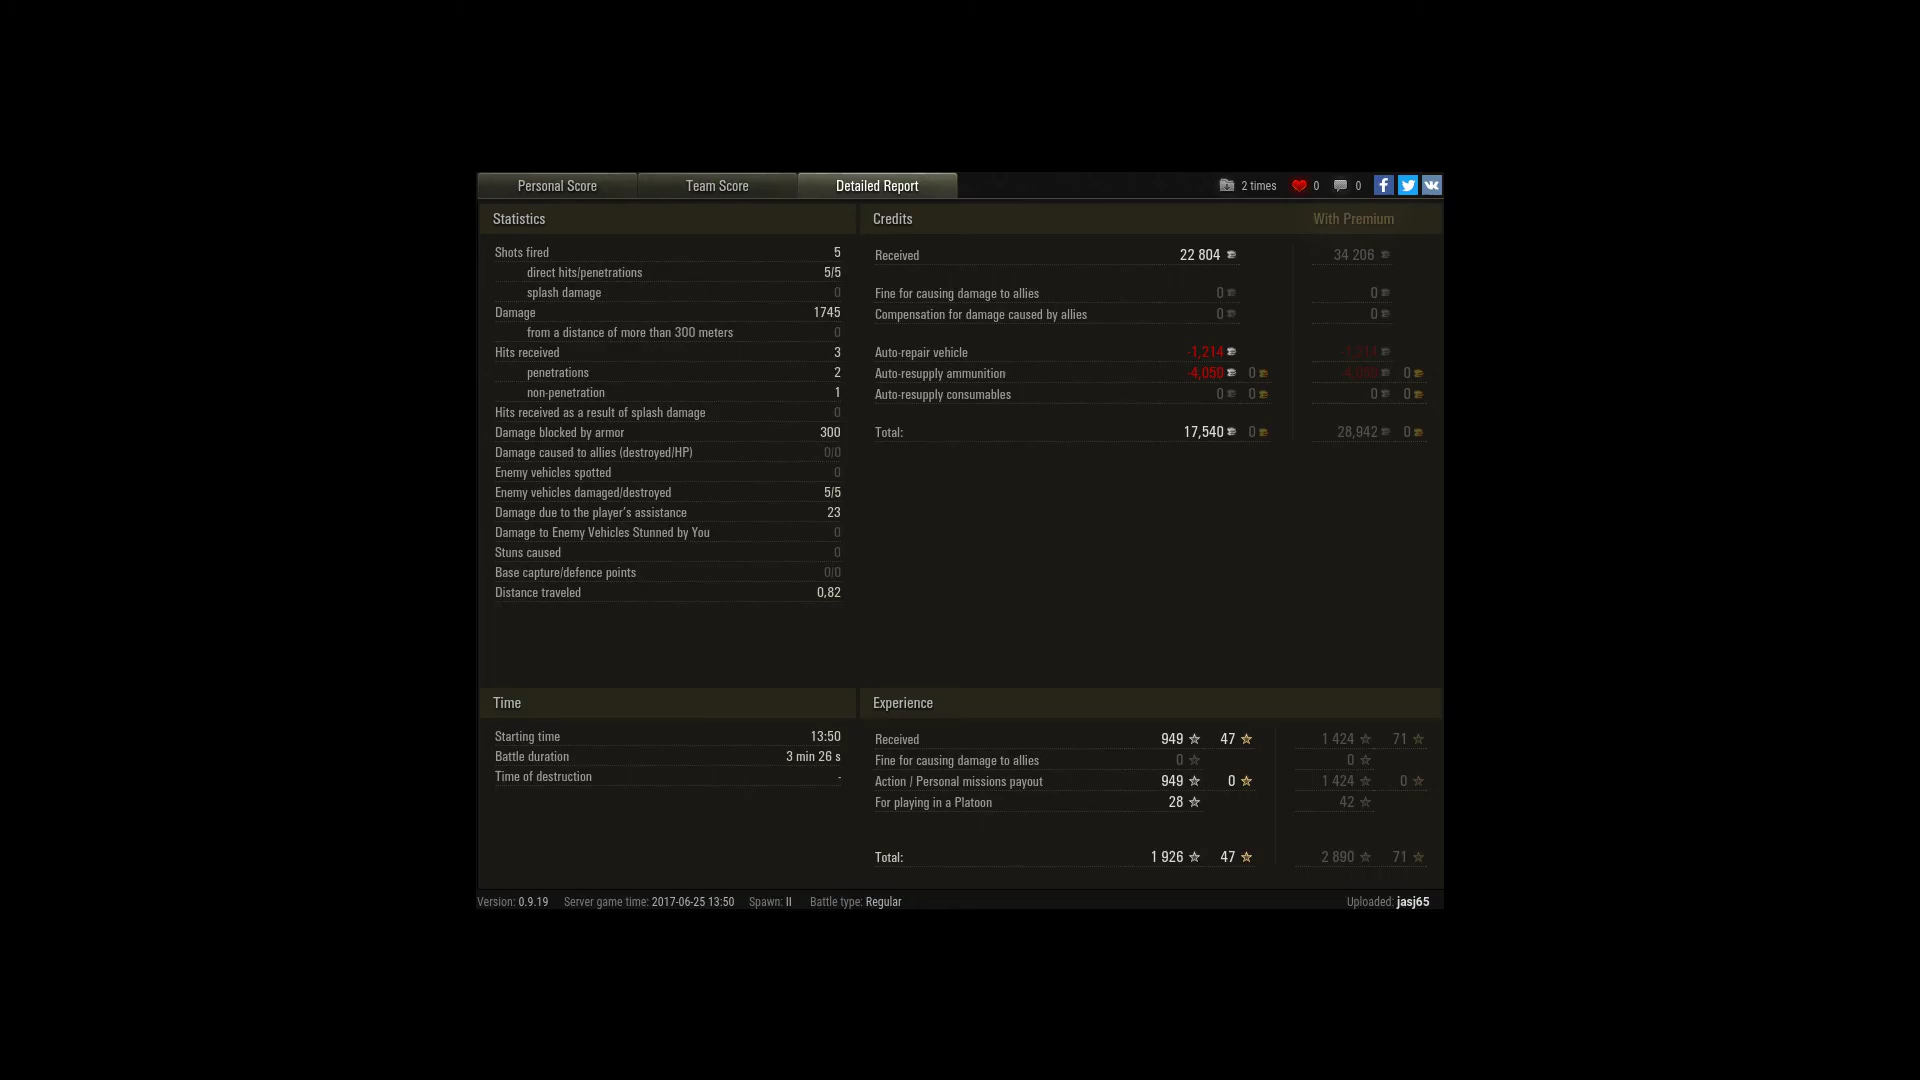 Personal Score Team Score Detailed Report 2 times 0 0
Statistics
Shots fired 5
direct hits/penetrations 5/5
splash damage 0
Damage 1745
from a distance of more than 300 meters 0
Hits received 3
penetrations 2
non-penetration 1
Hits received as a result of splash damage 0
Damage blocked by armor 300
Damage caused to allies (destroyed/HP) 0/0
Enemy vehicles spotted 0
Enemy vehicles damaged/destroyed 5/5
Damage due to the player's assistance 23
Damage to Enemy Vehicles Stunned by You 0
Stuns caused 0
Base capture/defence points 0/0
Distance traveled 0,82
Credits With Premium
Received 22 804 34 206
Fine for causing damage to allies 0 0
Compensation for damage caused by allies 0 0
Auto-repair vehicle -1,214 -1,214
Auto-resupply ammunition -4,050 0 -4,050 0
Auto-resupply consumables 0 0 0 0
Total: 17,540 0 28,942 0
Time
Starting time 13:50
Battle duration 3 min 26 s
Time of destruction -
Experience
Received 949 47 1 424 71
Fine for causing damage to allies 0 0
Action / Personal missions payout 949 0 1 424 0
For playing in a Platoon 28 42
Total: 1 926 47 2 890 71
Version: 0.9.19 Server game time: 2017-06-25 13:50 Spawn: II Battle type: Regular Uploaded: jasj65